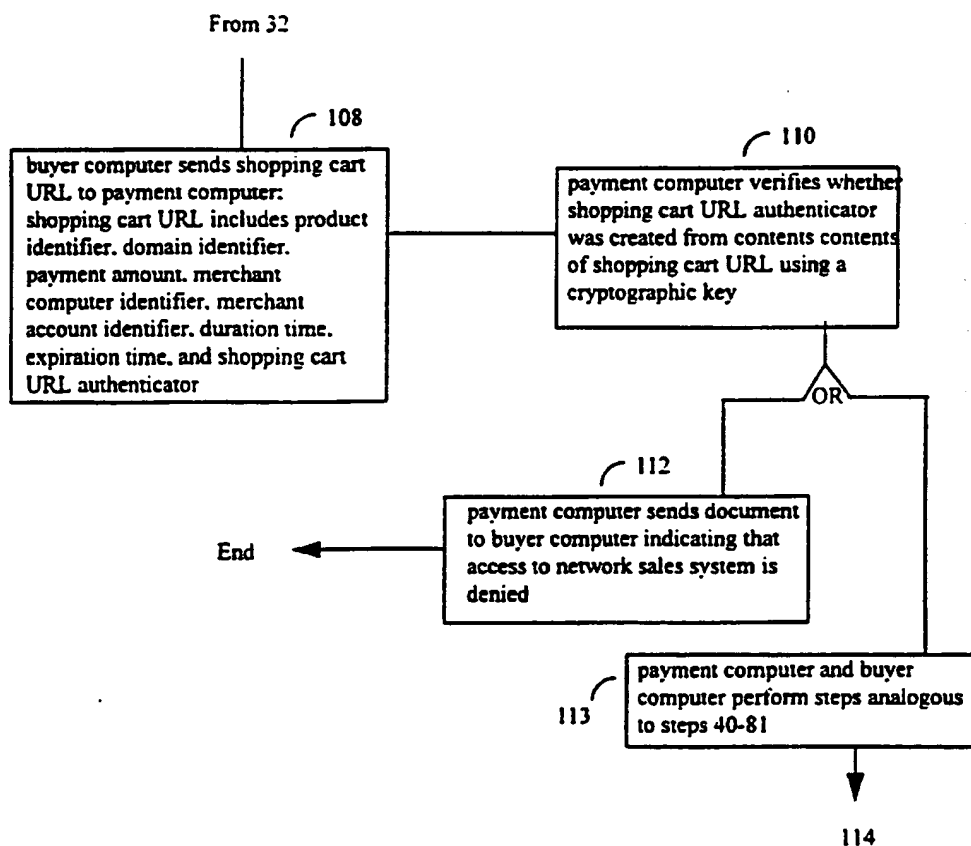 From 32
108
buyer computer sends shopping cart
URL to payment computer:
shopping cart URL includes product
identifier. domain identifier.
payment amount. merchant
computer identifier. merchant
account identifier. duration time.
expiration time. and shopping cart
URL authenticator
110
payment computer verifies whether
shopping cart URL authenticator
was created from contents contents
of shopping cart URL using a
cryptographic key
OR
112
payment computer sends document
to buyer computer indicating that
access to network sales system is
denied
End
113
payment computer and buyer
computer perform steps analogous
to steps 40-81
114